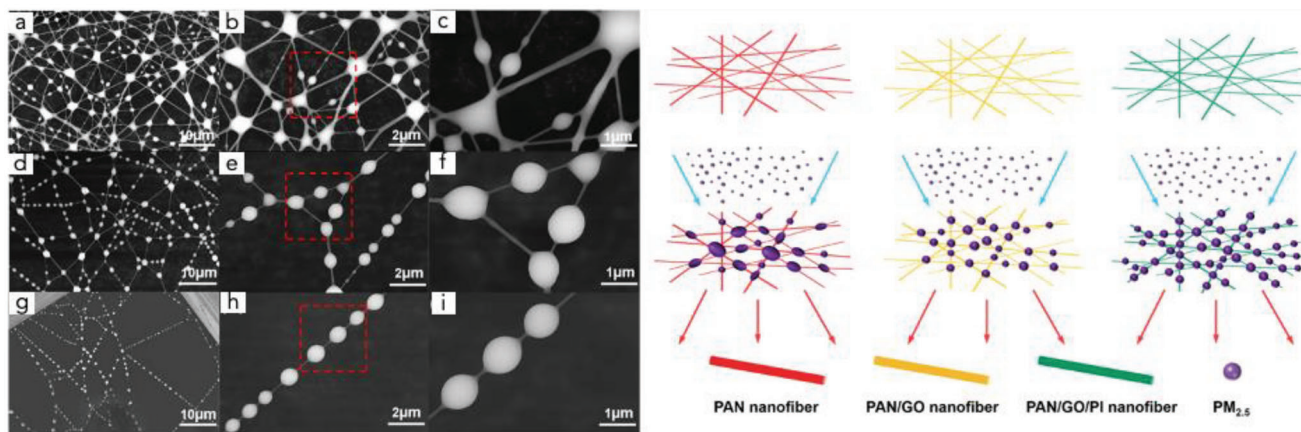 a b c
10μm 2μm 1μm
d e f
10μm 2μm 1μm
g h i
10μm 2μm 1μm
PAN nanofiber PAN/GO nanofiber PAN/GO/PI nanofiber PM2.5